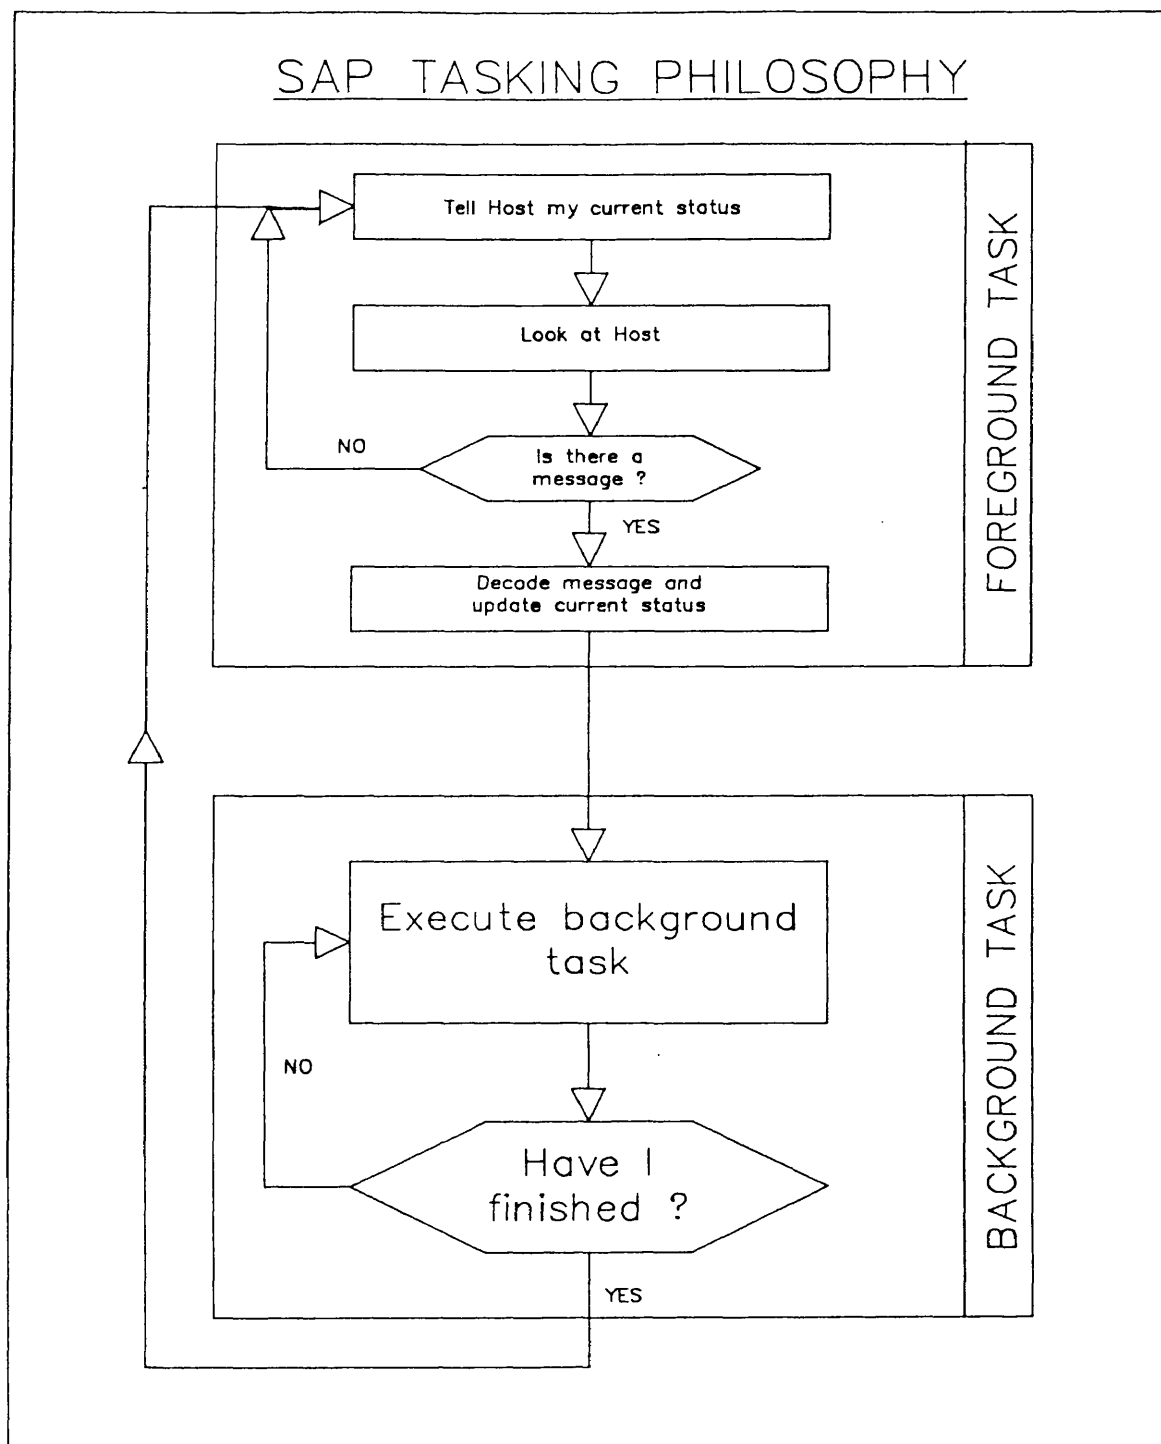 SAP TASKING PHILOSOPHY
Tell Host my current status
Look at Host
NO
Is there a
message ?
YES
Decode message and
update current status
FOREGROUND TASK
Execute background
task
NO
Have I
finished ?
YES
BACKGROUND TASK